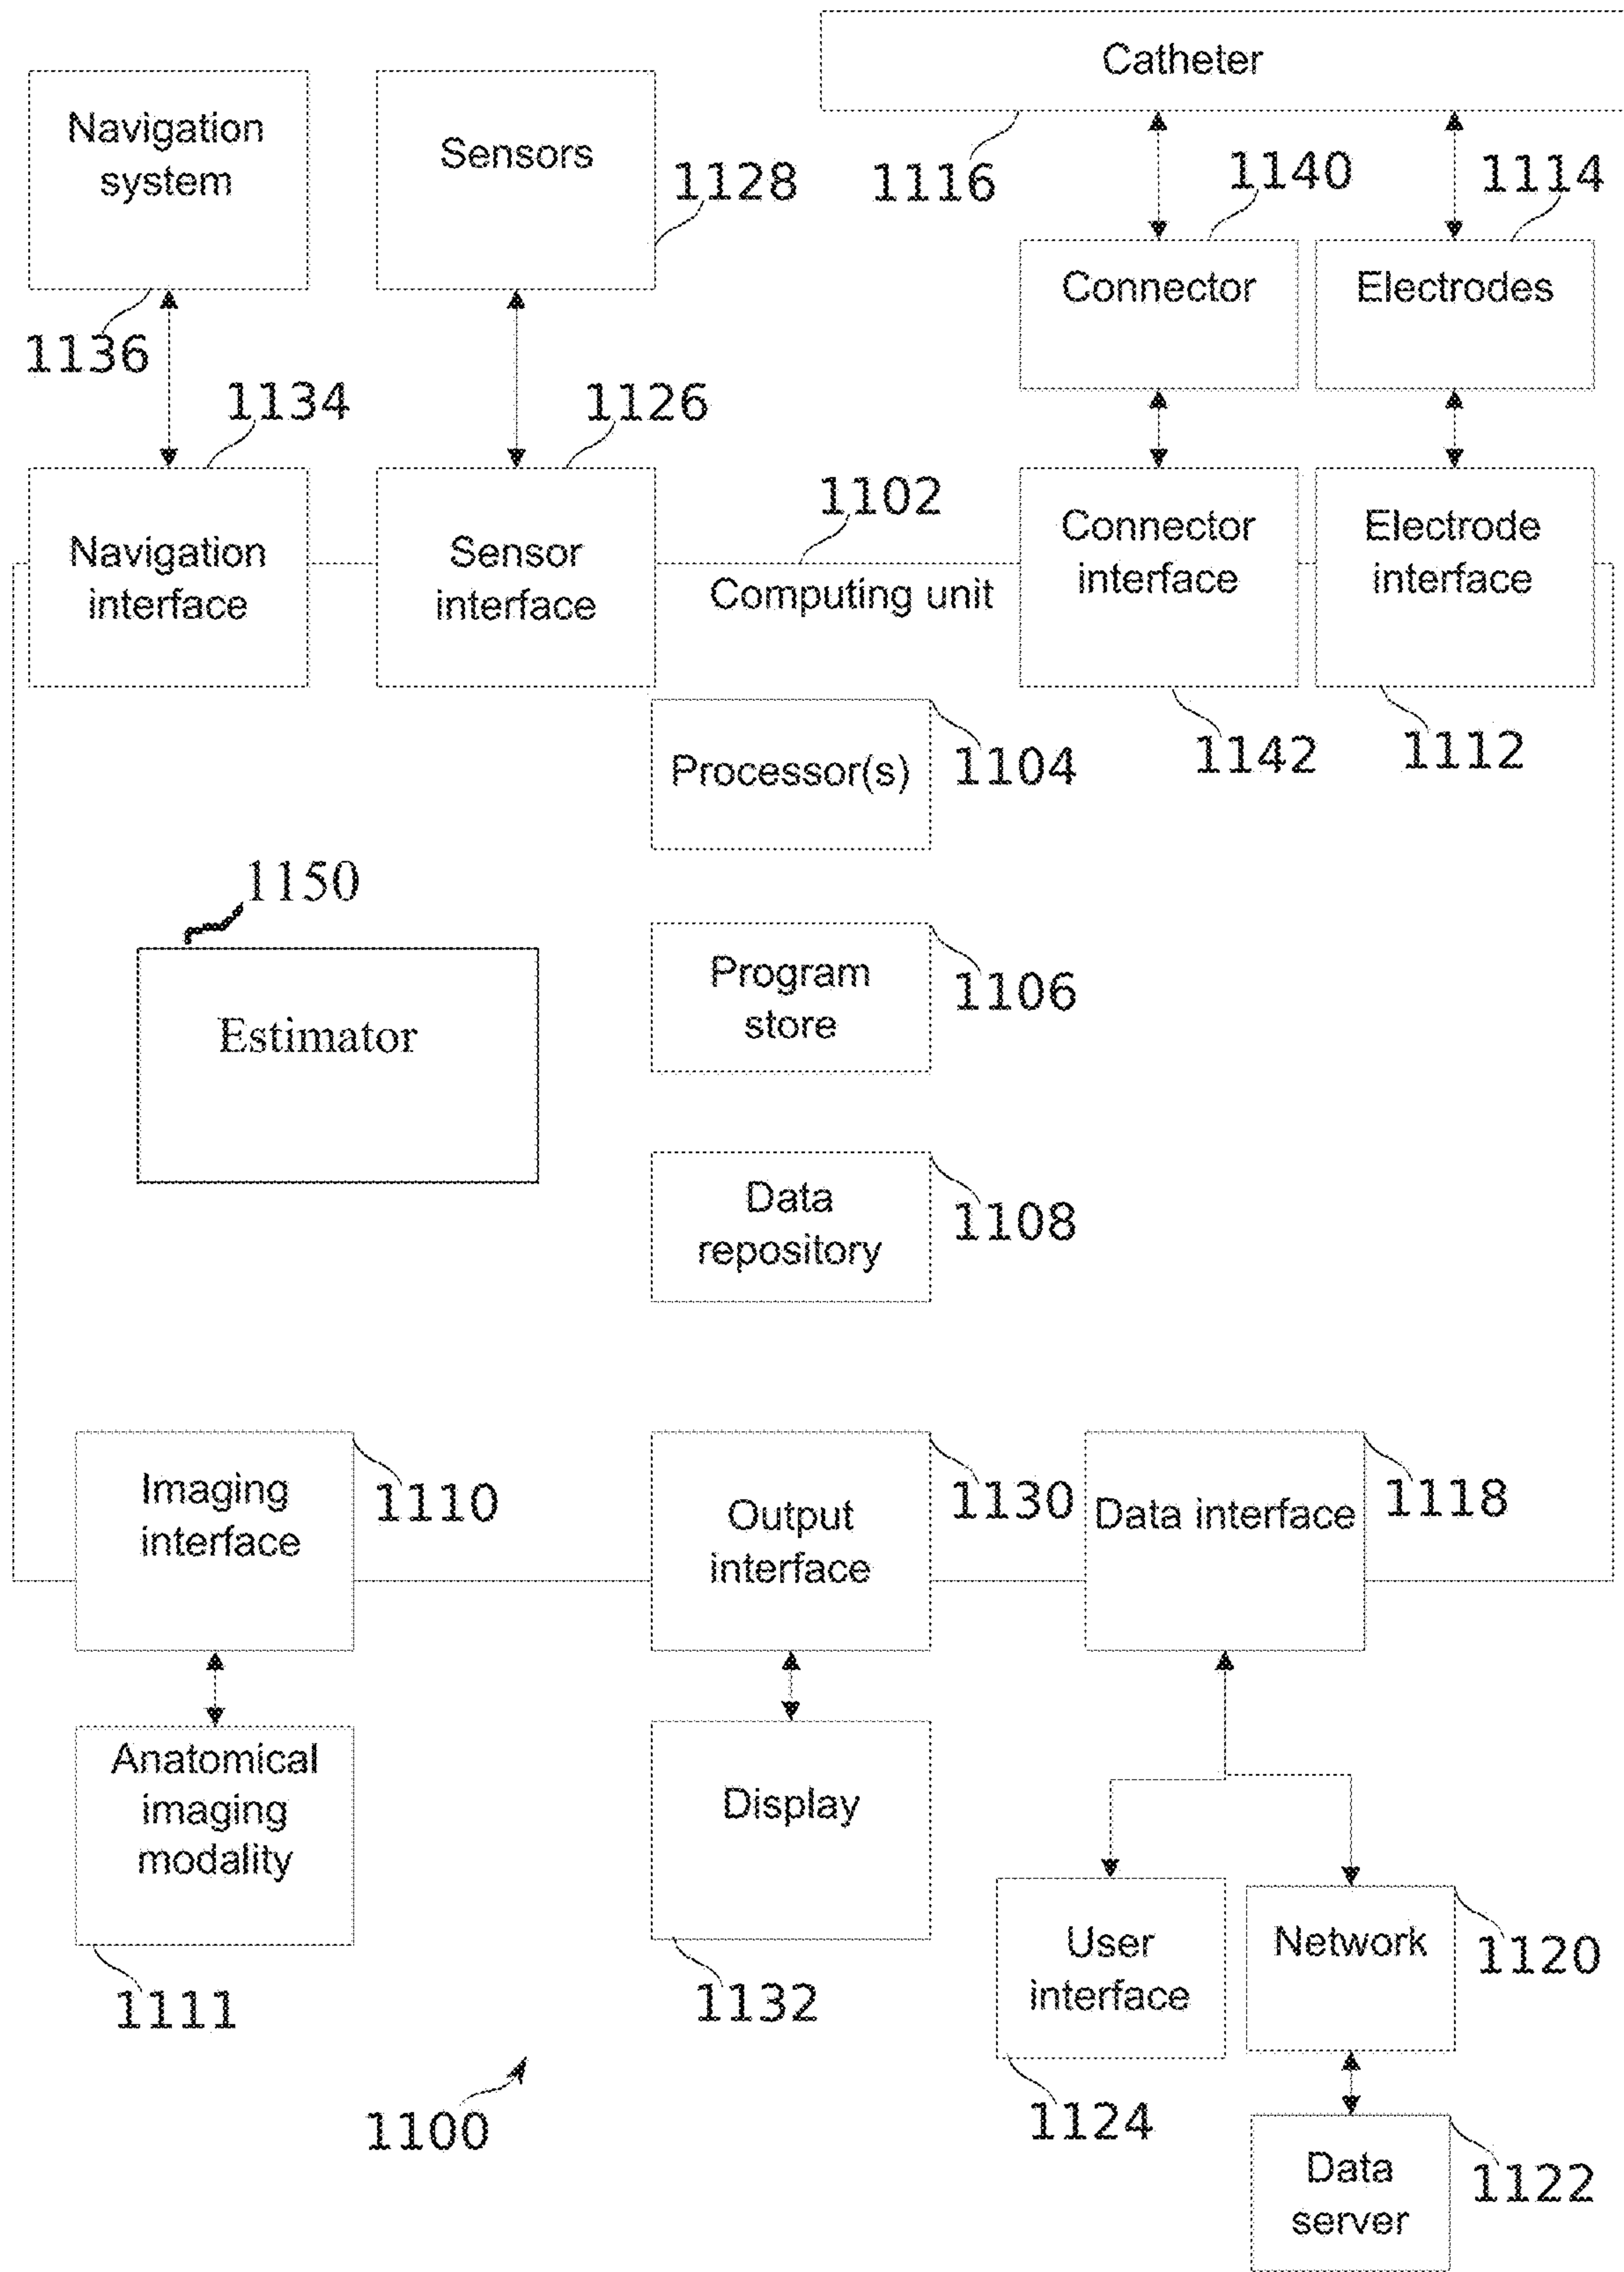 Catheter
Navigation
system
Sensors
1128
1116
1140
1114
Connector
Electrodes
1136
1134
1126
1102
Navigation
interface
Sensor
interface
Computing unit
Connector
interface
Electrode
interface
1142
1112
Processor(s)
1104
1150
Estimator
Program
store
1106
Data
repository
1108
Imaging
interface
1110
Output
interface
1130
Data interface
1118
Anatomical
imaging
modality
1111
Display
1132
User
interface
1124
Network
1120
1100
Data
server
1122